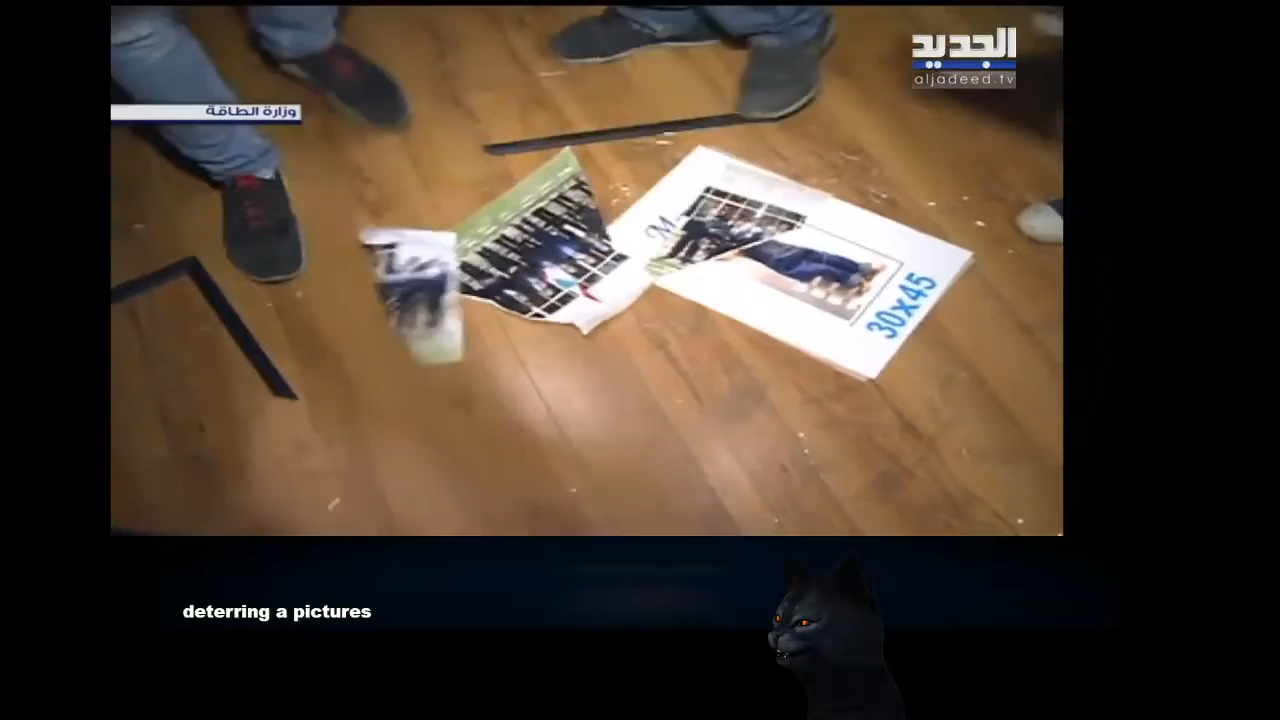 الجديد
aljadeed.tv
وزارة الطاقة
M
30x45
deterring a pictures